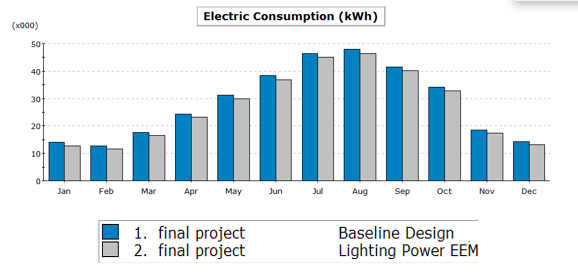 Electric Consumption (kWh)
(x000)
50
40
30
20
10
0
Jan Feb Mar Apr May Jun Jul Aug Sep Oct Nov Dec
1. final project Baseline Design
2. final project Lighting Power EEM